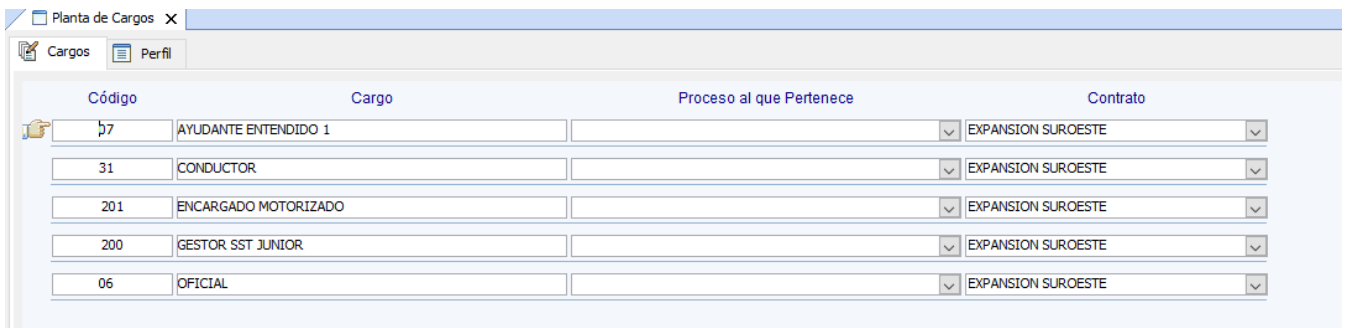 Planta de Cargos X
Cargos Perfil
Código Cargo Proceso al que Pertenece Contrato
07 AYUDANTE ENTENDIDO 1 EXPANSION SUROESTE
31 CONDUCTOR EXPANSION SUROESTE
201 ENCARGADO MOTORIZADO EXPANSION SUROESTE
200 GESTOR SST JUNIOR EXPANSION SUROESTE
06 OFICIAL EXPANSION SUROESTE